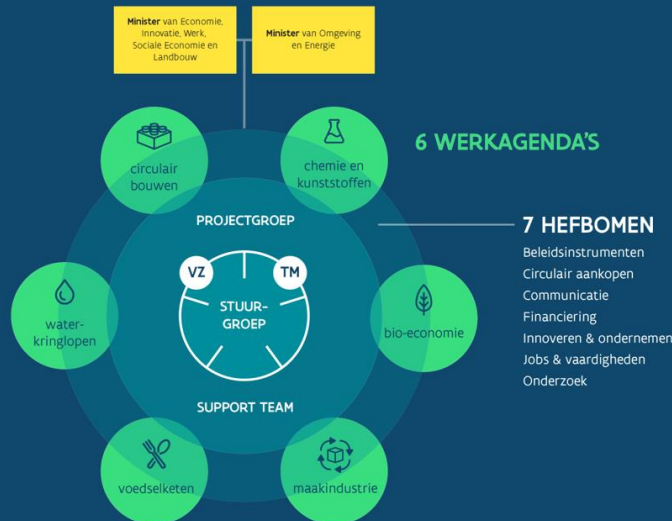 Minister van Economie,
Innovatie, Werk,
Sociale Economie en
Landbouw
Minister van Omgeving
en Energie
6 WERKAGENDA'S
circulair
bouwen
chemie en
kunststoffen
PROJECTGROEP
7 HEFBOMEN
Beleidsinstrumenten
Circulair aankopen
Communicatie
Financiering
Innoveren & ondernemen
Jobs & vaardigheden
Onderzoek
VZ
TM
STUUR-
GROEP
water-
kringlopen
bio-economie
SUPPORT TEAM
voedselketen
maakindustrie